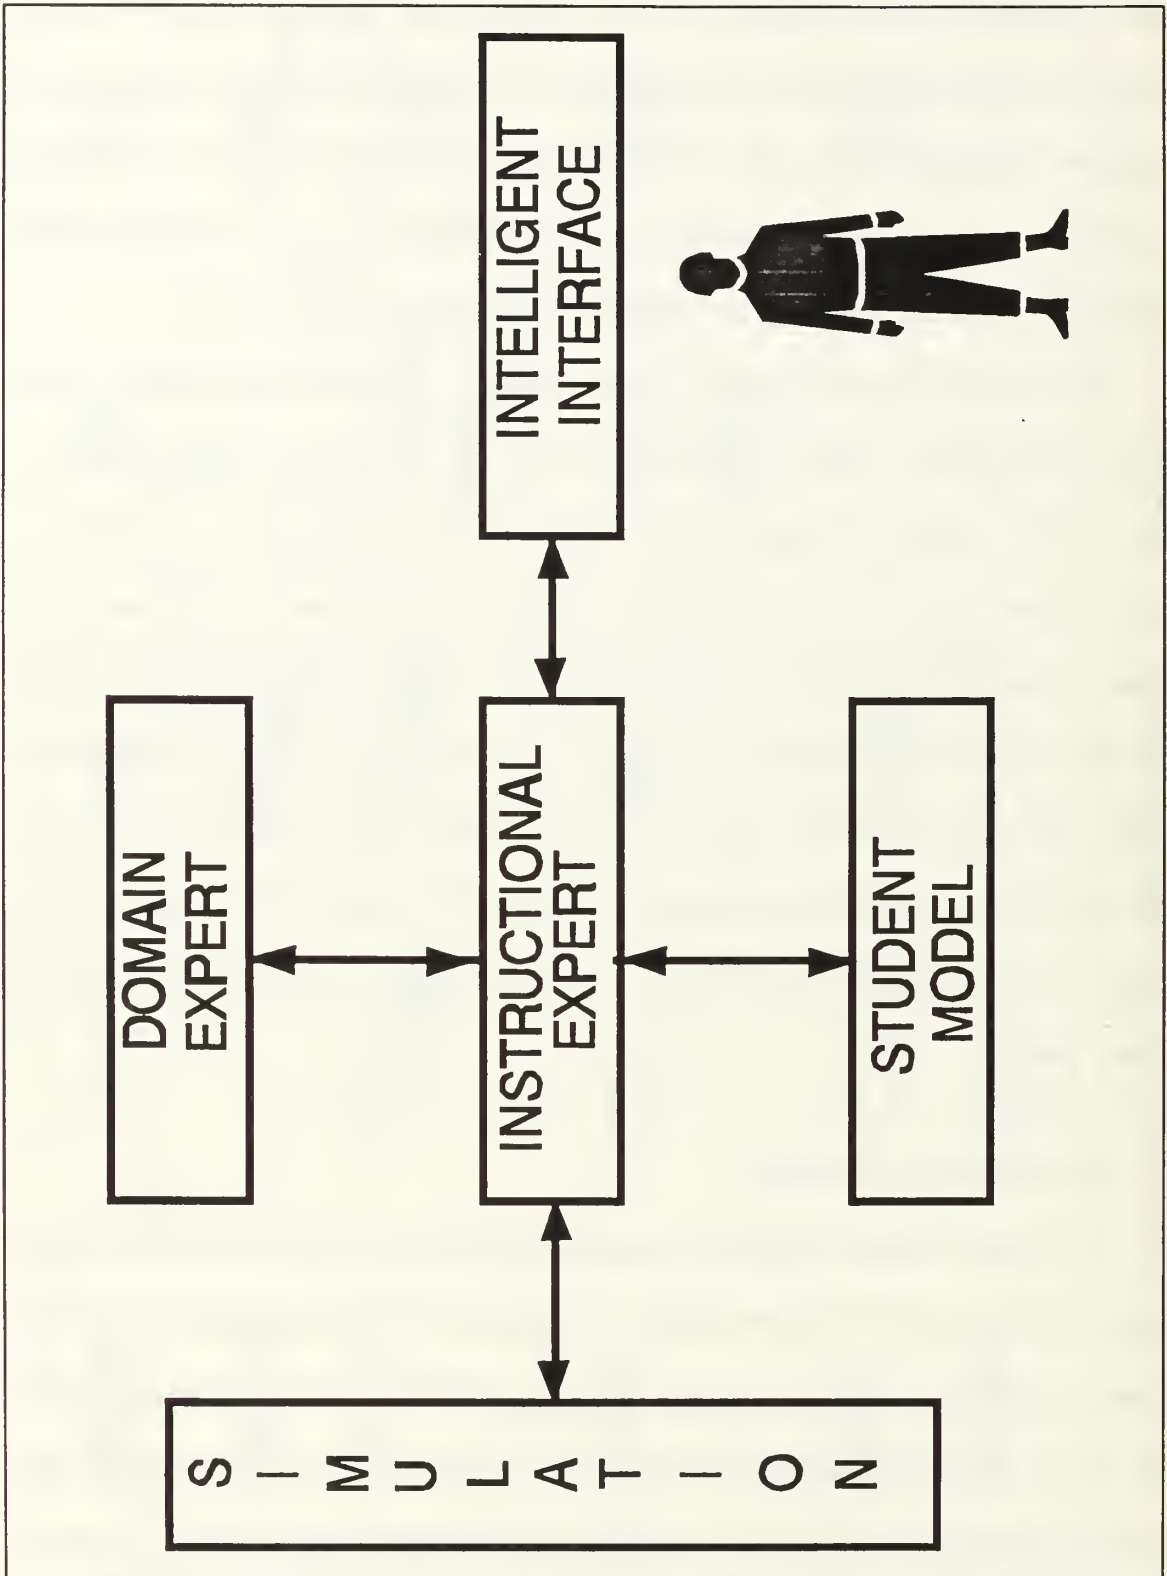 SIMULATION
DOMAIN
EXPERT
INSTRUCTIONAL
EXPERT
STUDENT
MODEL
INTELLIGENT
INTERFACE